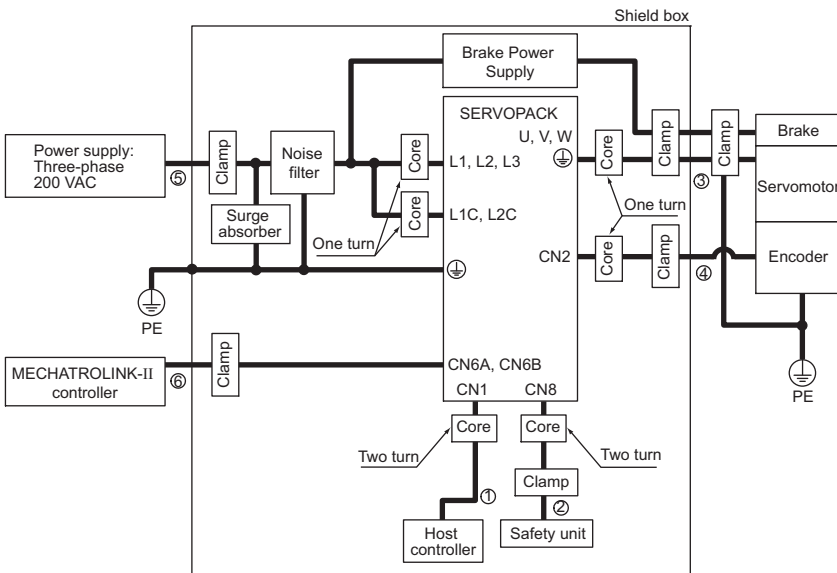 Shield box
Brake Power
Supply
SERVOPACK
U, V, W
Power supply:
Three-phase
200 VAC
⑤
Clamp
Noise
filter
Core
L1, L2, L3
Core
Clamp
Clamp
③
Brake
Servomotor
Surge
absorber
Core
L1C, L2C
One turn
One turn
CN2
Core
Clamp
④
Encoder
PE
PE
MECHATROLINK-II
controller
⑥
Clamp
CN6A, CN6B
CN1
CN8
Core
Core
Two turn
Two turn
Clamp
①
②
Host
controller
Safety unit